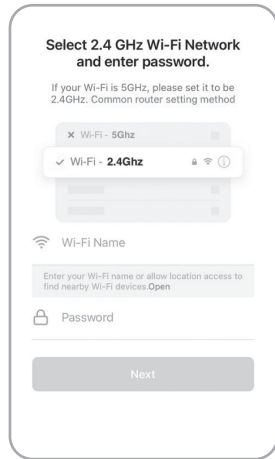 Select 2.4 GHz Wi-Fi Network
and enter password.
If your Wi-Fi is 5GHz, please set it to be
2.4GHz. Common router setting method
Wi-Fi - 5Ghz
Wi-Fi - 2.4Ghz
Wi-Fi Name
Enter your Wi-Fi name or allow location access to
find nearby Wi-Fi devices.Open
Password
Next